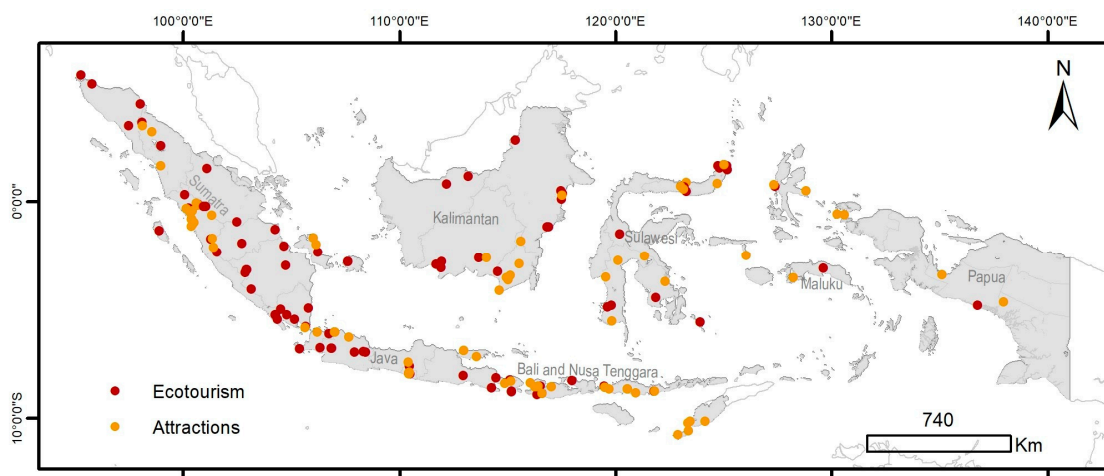 100°0'0"E 110°0'0"E 120°0'0"E 130°0'0"E 140°0'0"E
N
0°0'0"
Sumatra
Kalimantan
Sulawesi
Maluku
Papua
Java
Bali and Nusa Tenggara
Ecotourism
Attractions
10°0'0"S
740
Km